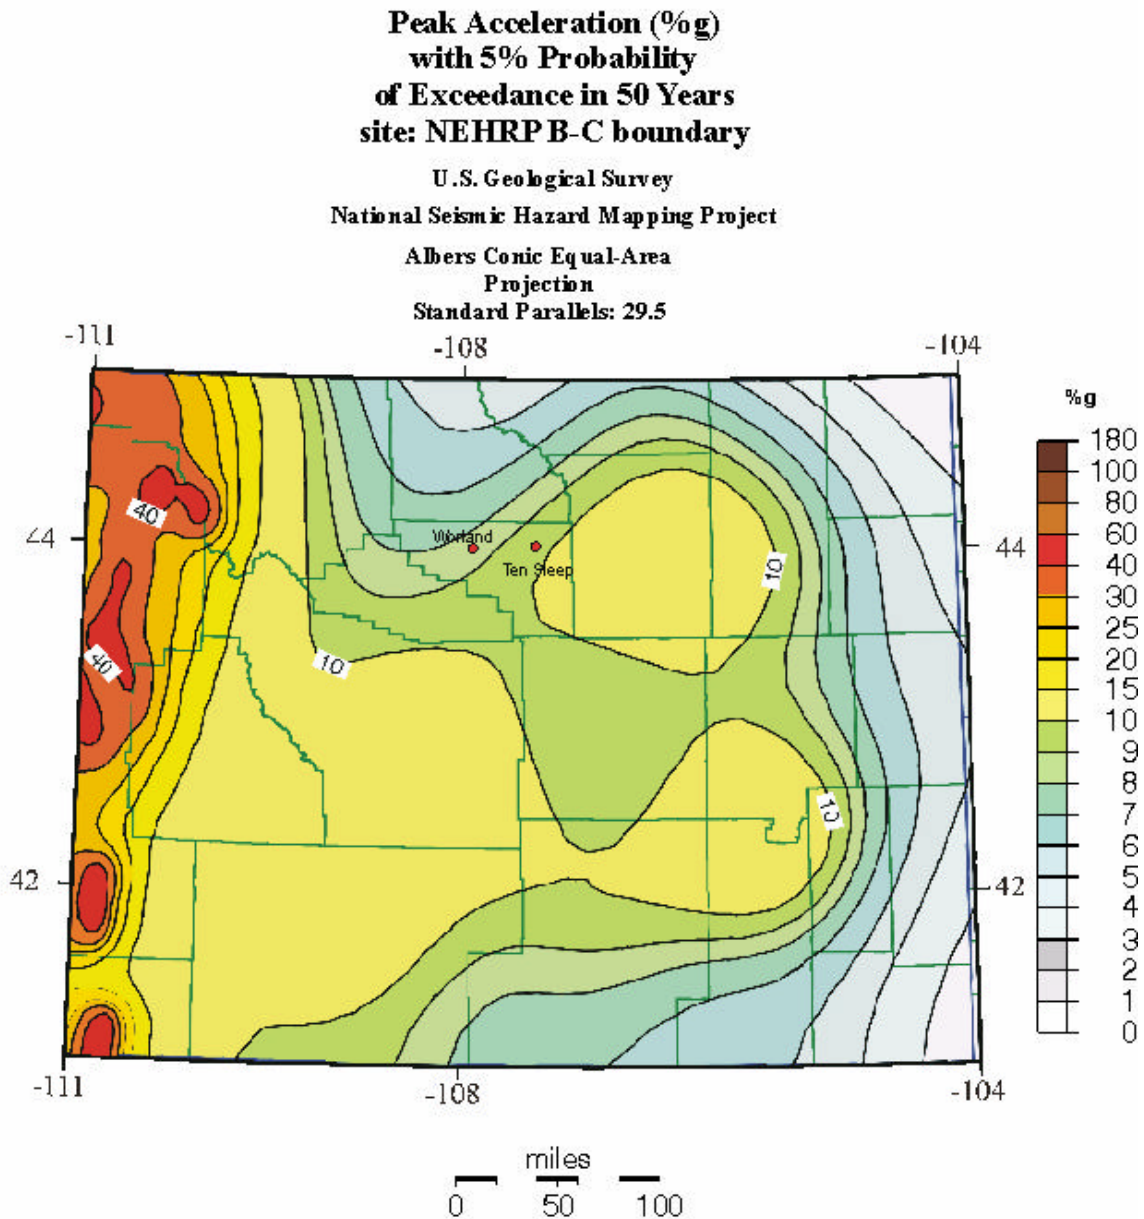 Peak Acceleration (%g)
with 5% Probability
of Exceedance in 50 Years
site: NEHRP B-C boundary
U.S. Geological Survey
National Seismic Hazard Mapping Project
Albers Conic Equal-Area
Projection
Standard Parallels: 29.5
-111
-108
-104
%g
180
100
80
60
40
30
25
20
15
10
9
8
7
6
5
4
3
2
1
0
40
44
44
Worland
Ten Sleep
10
40
10
10
42
42
-111
-108
-104
miles
0 50 100